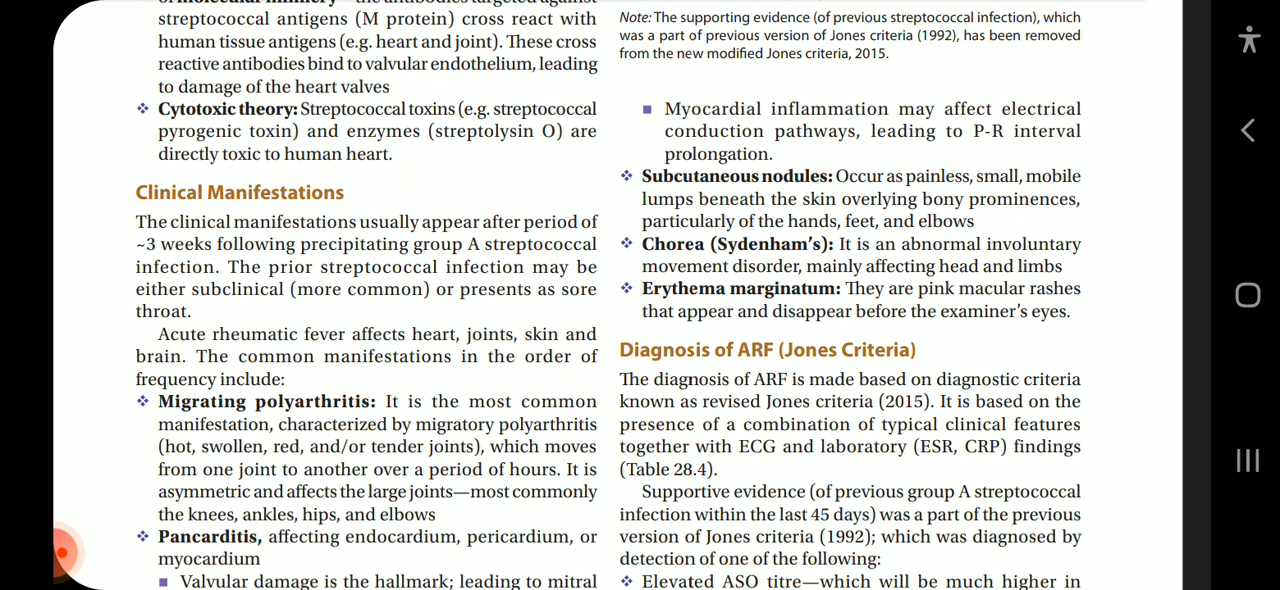 streptococcal antigens (M protein) cross react with
human tissue antigens (e.g. heart and joint). These cross
reactive antibodies bind to valvular endothelium, leading
to damage of the heart valves
❖ Cytotoxic theory: Streptococcal toxins (e.g. streptococcal
pyrogenic toxin) and enzymes (streptolysin O) are
directly toxic to human heart.
Clinical Manifestations
The clinical manifestations usually appear after period of
~3 weeks following precipitating group A streptococcal
infection. The prior streptococcal infection may be
either subclinical (more common) or presents as sore
throat.
Acute rheumatic fever affects heart, joints, skin and
brain. The common manifestations in the order of
frequency include:
❖ Migrating polyarthritis: It is the most common
manifestation, characterized by migratory polyarthritis
(hot, swollen, red, and/or tender joints), which moves
from one joint to another over a period of hours. It is
asymmetric and affects the large joints—most commonly
the knees, ankles, hips, and elbows
❖ Pancarditis, affecting endocardium, pericardium, or
myocardium
■ Valvular damage is the hallmark; leading to mitral
Note: The supporting evidence (of previous streptococcal infection), which
was a part of previous version of Jones criteria (1992), has been removed
from the new modified Jones criteria, 2015.
■ Myocardial inflammation may affect electrical
conduction pathways, leading to P-R interval
prolongation.
❖ Subcutaneous nodules: Occur as painless, small, mobile
lumps beneath the skin overlying bony prominences,
particularly of the hands, feet, and elbows
❖ Chorea (Sydenham's): It is an abnormal involuntary
movement disorder, mainly affecting head and limbs
❖ Erythema marginatum: They are pink macular rashes
that appear and disappear before the examiner's eyes.
Diagnosis of ARF (Jones Criteria)
The diagnosis of ARF is made based on diagnostic criteria
known as revised Jones criteria (2015). It is based on the
presence of a combination of typical clinical features
together with ECG and laboratory (ESR, CRP) findings
(Table 28.4).
Supportive evidence (of previous group A streptococcal
infection within the last 45 days) was a part of the previous
version of Jones criteria (1992); which was diagnosed by
detection of one of the following:
❖ Elevated ASO titre—which will be much higher in